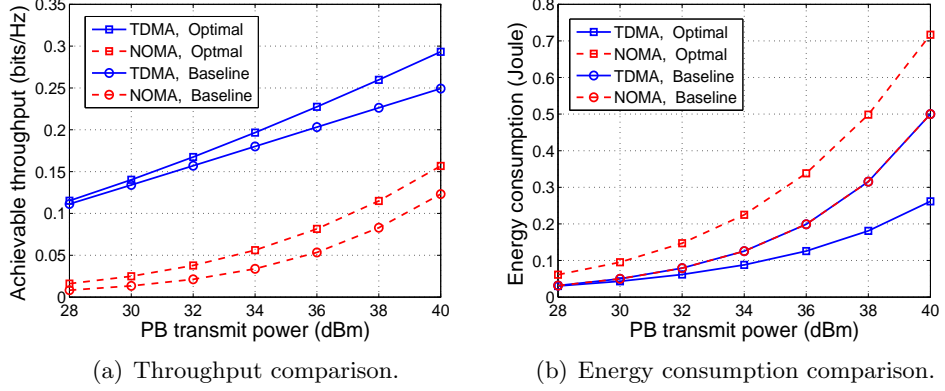 Achievable throughput (bits/Hz)
0.35
0.3
0.25
0.2
0.15
0.1
0.05
0
TDMA, Optimal
NOMA, Optmal
TDMA, Baseline
NOMA, Baseline
28 30 32 34 36 38 40
PB transmit power (dBm)
(a) Throughput comparison.
Energy consumption (Joule)
0.8
0.7
0.6
0.5
0.4
0.3
0.2
0.1
0
TDMA, Optimal
NOMA, Optmal
TDMA, Baseline
NOMA, Baseline
28 30 32 34 36 38 40
PB transmit power (dBm)
(b) Energy consumption comparison.